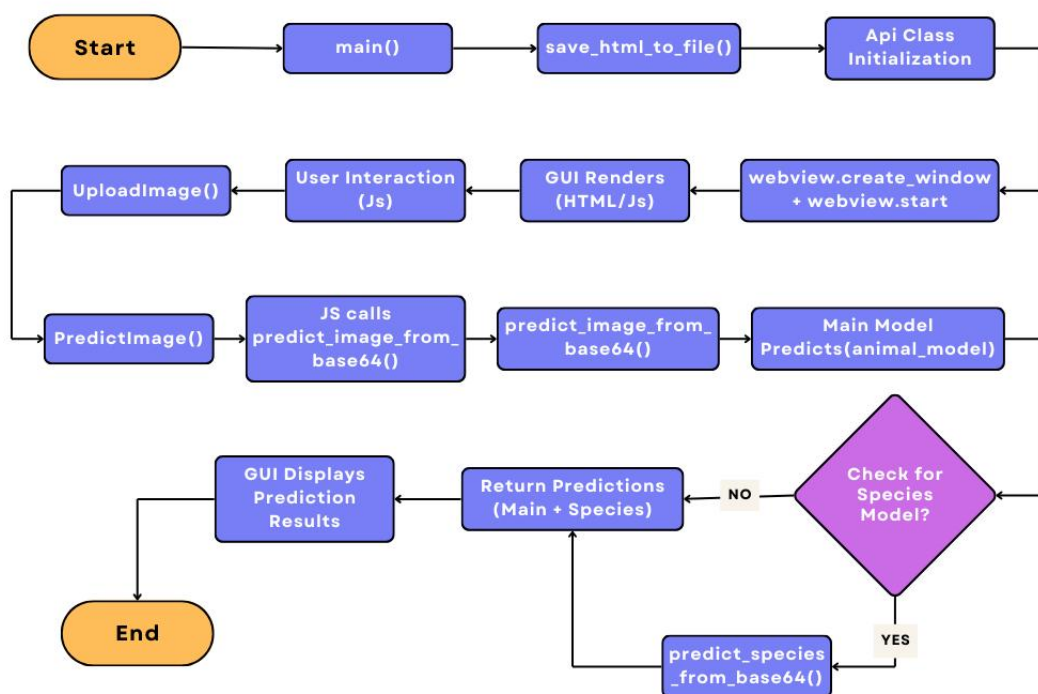 Start
main()
save_html_to_file()
Api Class
Initialization
webview.create_window
+ webview.start
GUI Renders
(HTML/Js)
User Interaction
(Js)
UploadImage()
PredictImage()
JS calls
predict_image_from_
base64()
predict_image_from_
base64()
Main Model
Predicts(animal_model)
Check for
Species
Model?
NO
YES
predict_species
_from_base64()
Return Predictions
(Main + Species)
GUI Displays
Prediction
Results
End